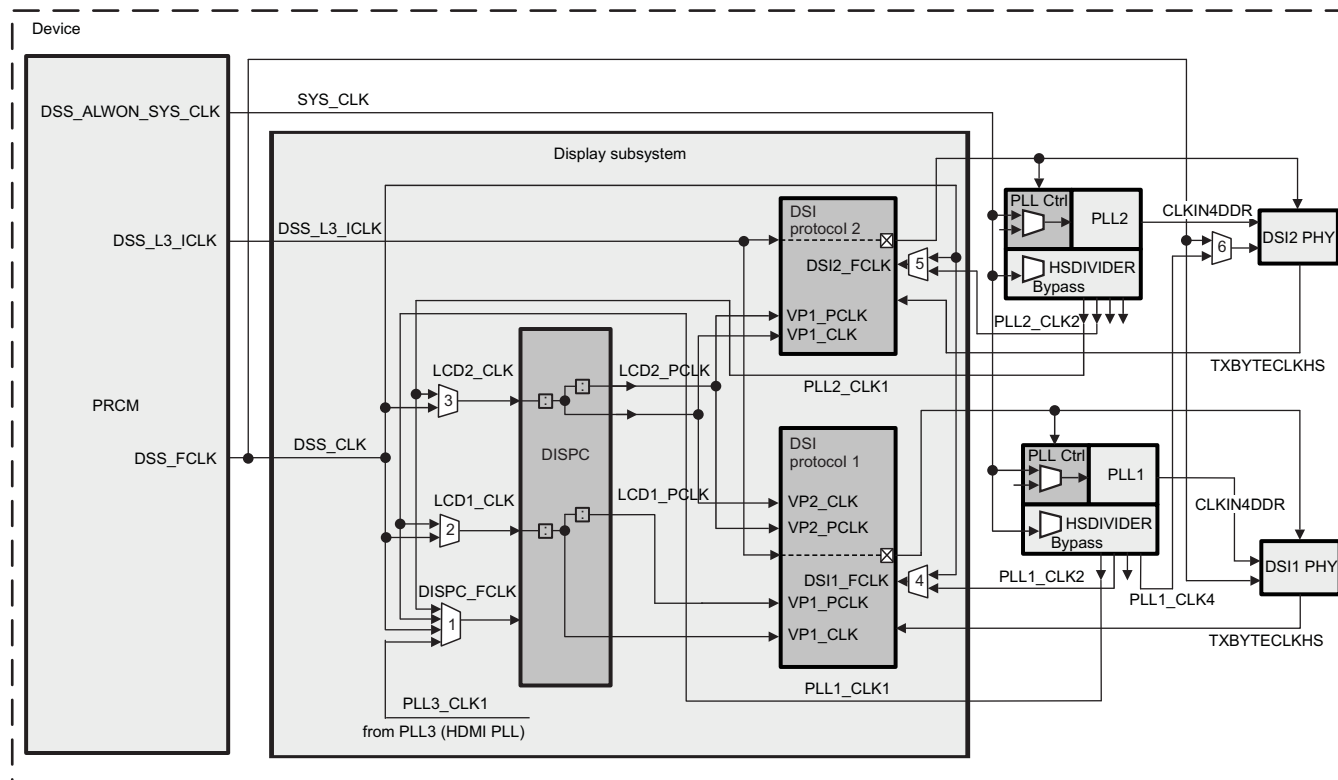 Device
SYS_CLK
DSS_ALWON_SYS_CLK
Display subsystem
DSI
protocol 2
PLL Ctrl
PLL2
CLKIN4DDR
DSS_L3_ICLK
DSS_L3_ICLK
DSI2 PHY
6
DSI2_FCLK
5
HSDIVIDER
Bypass
VP1_PCLK
VP1_CLK
PLL2_CLK2
TXBYTECLKHS
LCD2_CLK
LCD2_PCLK
PLL2_CLK1
3
:
:
PRCM
DSS_FCLK
DSS_CLK
DISPC
DSI
protocol 1
PLL Ctrl
PLL1
LCD1_CLK
LCD1_PCLK
VP2_CLK
CLKIN4DDR
2
:
:
VP2_PCLK
HSDIVIDER
Bypass
DSI1 PHY
DISPC_FCLK
DSI1_FCLK
4
PLL1_CLK2
PLL1_CLK4
1
VP1_PCLK
VP1_CLK
TXBYTECLKHS
PLL1_CLK1
PLL3_CLK1
from PLL3 (HDMI PLL)